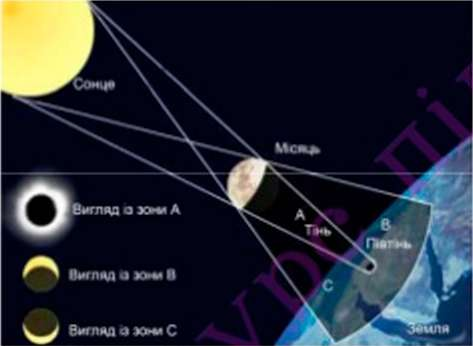 Сонце
Місяць
А
Тінь
В
Півтінь
С
Земля
Вигляд із зони А
Вигляд із зони В
Вигляд із зони С